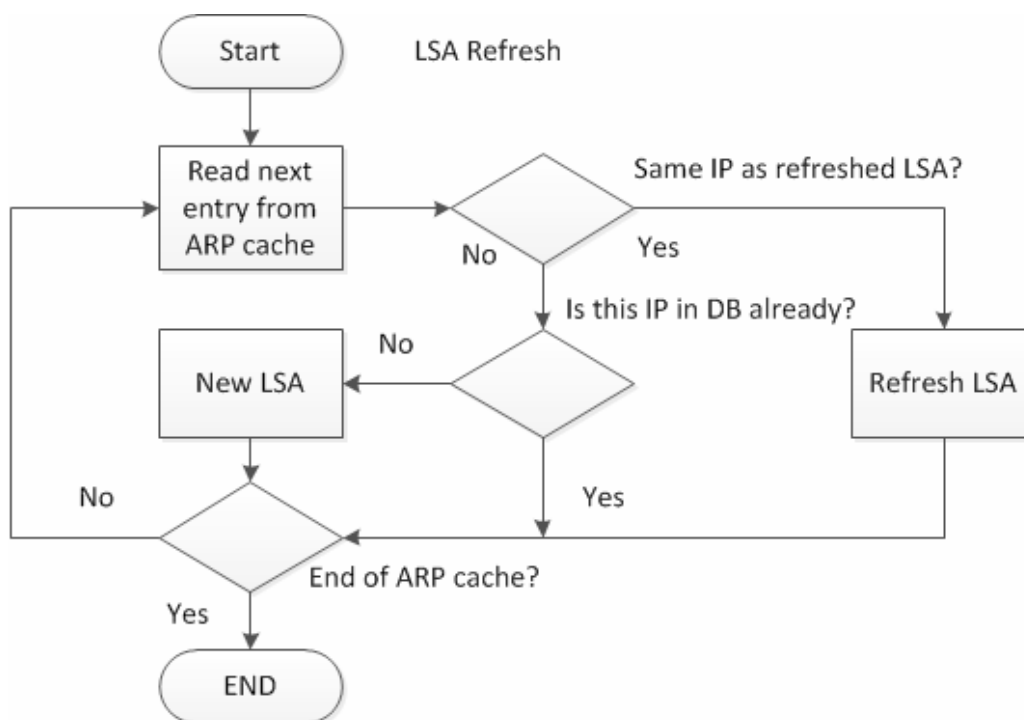 Start
LSA Refresh
Read next
entry from
ARP cache
Same IP as refreshed LSA?
No
Yes
Is this IP in DB already?
No
New LSA
Refresh LSA
No
Yes
End of ARP cache?
Yes
END